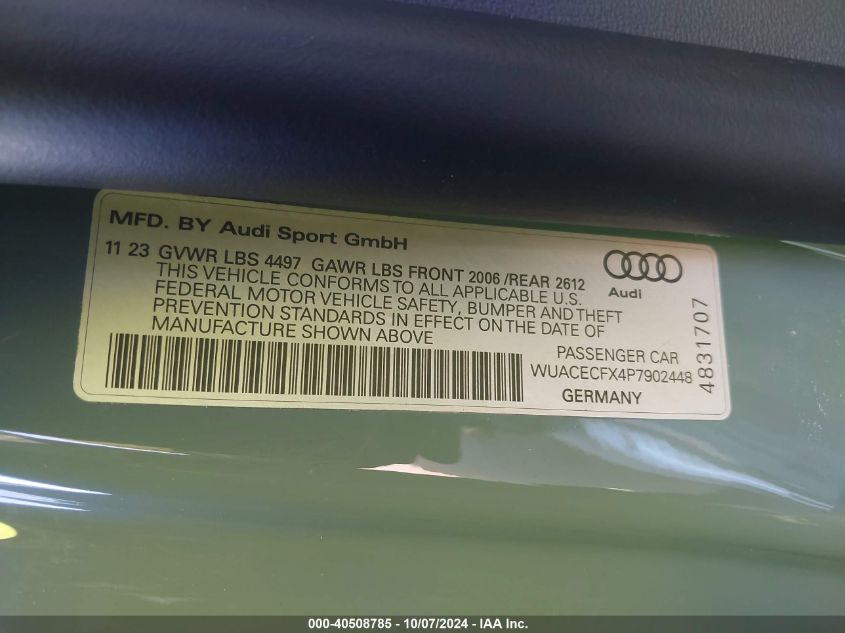 MFD. BY Audi Sport GmbH
11 23 GVWR LBS 4497 GAWR LBS FRONT 2006 /REAR 2612
THIS VEHICLE CONFORMS TO ALL APPLICABLE U.S.
FEDERAL MOTOR VEHICLE SAFETY, BUMPER AND THEFT
PREVENTION STANDARDS IN EFFECT ON THE DATE OF
MANUFACTURE SHOWN ABOVE
Audi
PASSENGER CAR
WUACECFX4P7902448
GERMANY
4831707
000-40508785 - 10/07/2024 - IAA Inc.